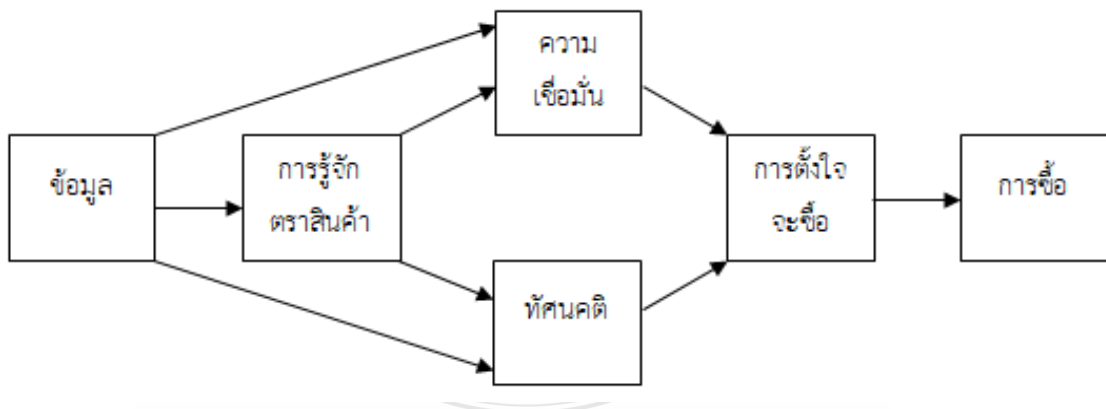 ความ
เชื่อมั่น
ข้อมูล
การรู้จัก
ตราสินค้า
การตั้งใจ
จะซื้อ
การซื้อ
ทัศนคติ